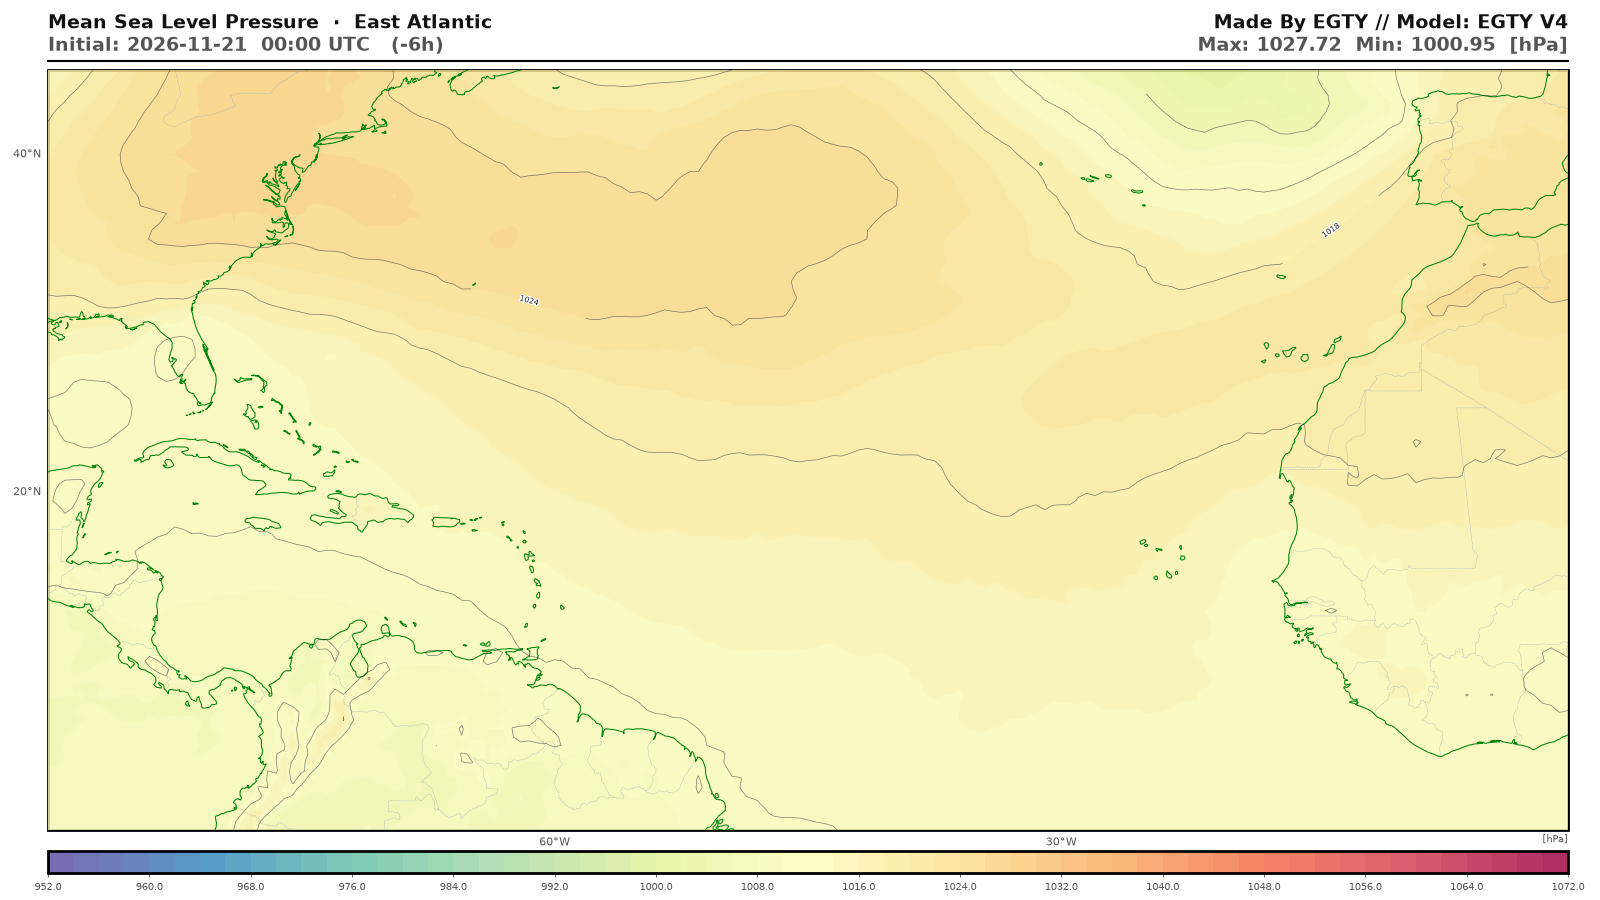 Mean Sea Level Pressure · East Atlantic
Made By EGTY // Model: EGTY V4
Initial: 2026-11-21 00:00 UTC (-6h)
Max: 1027.72 Min: 1000.95 [hPa]
40°N
1018
1024
20°N
60°W
30°W
[hPa]
952.0 960.0 968.0 976.0 984.0 992.0 1000.0 1008.0 1016.0 1024.0 1032.0 1040.0 1048.0 1056.0 1064.0 1072.0